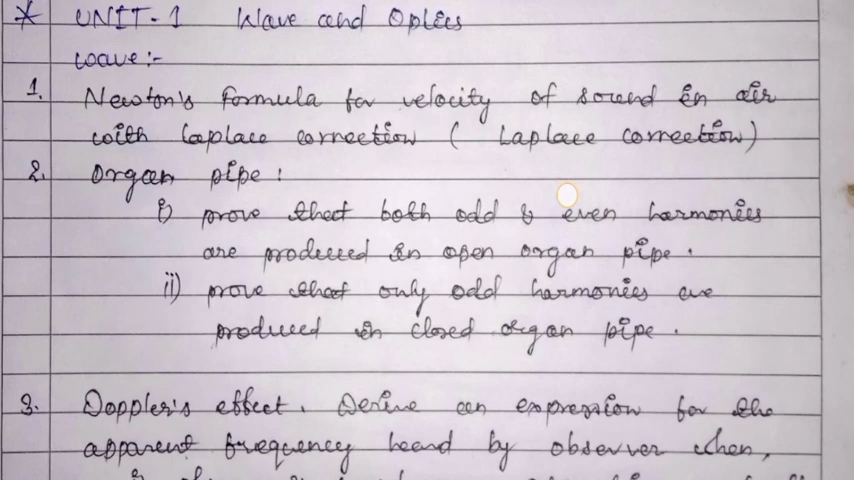 * UNIT-1 Wave and Optics
Wave:-
1. Newton's Formula for velocity of sound in air
with Laplace correction ( Laplace correction)
2. Organ pipe :
i) prove that both odd & even harmonics
are produced in open organ pipe.
ii) prove that only odd harmonics are
produced in closed organ pipe.
3. Doppler's effect. Derive an expression for the
apparent frequency heard by observer when,